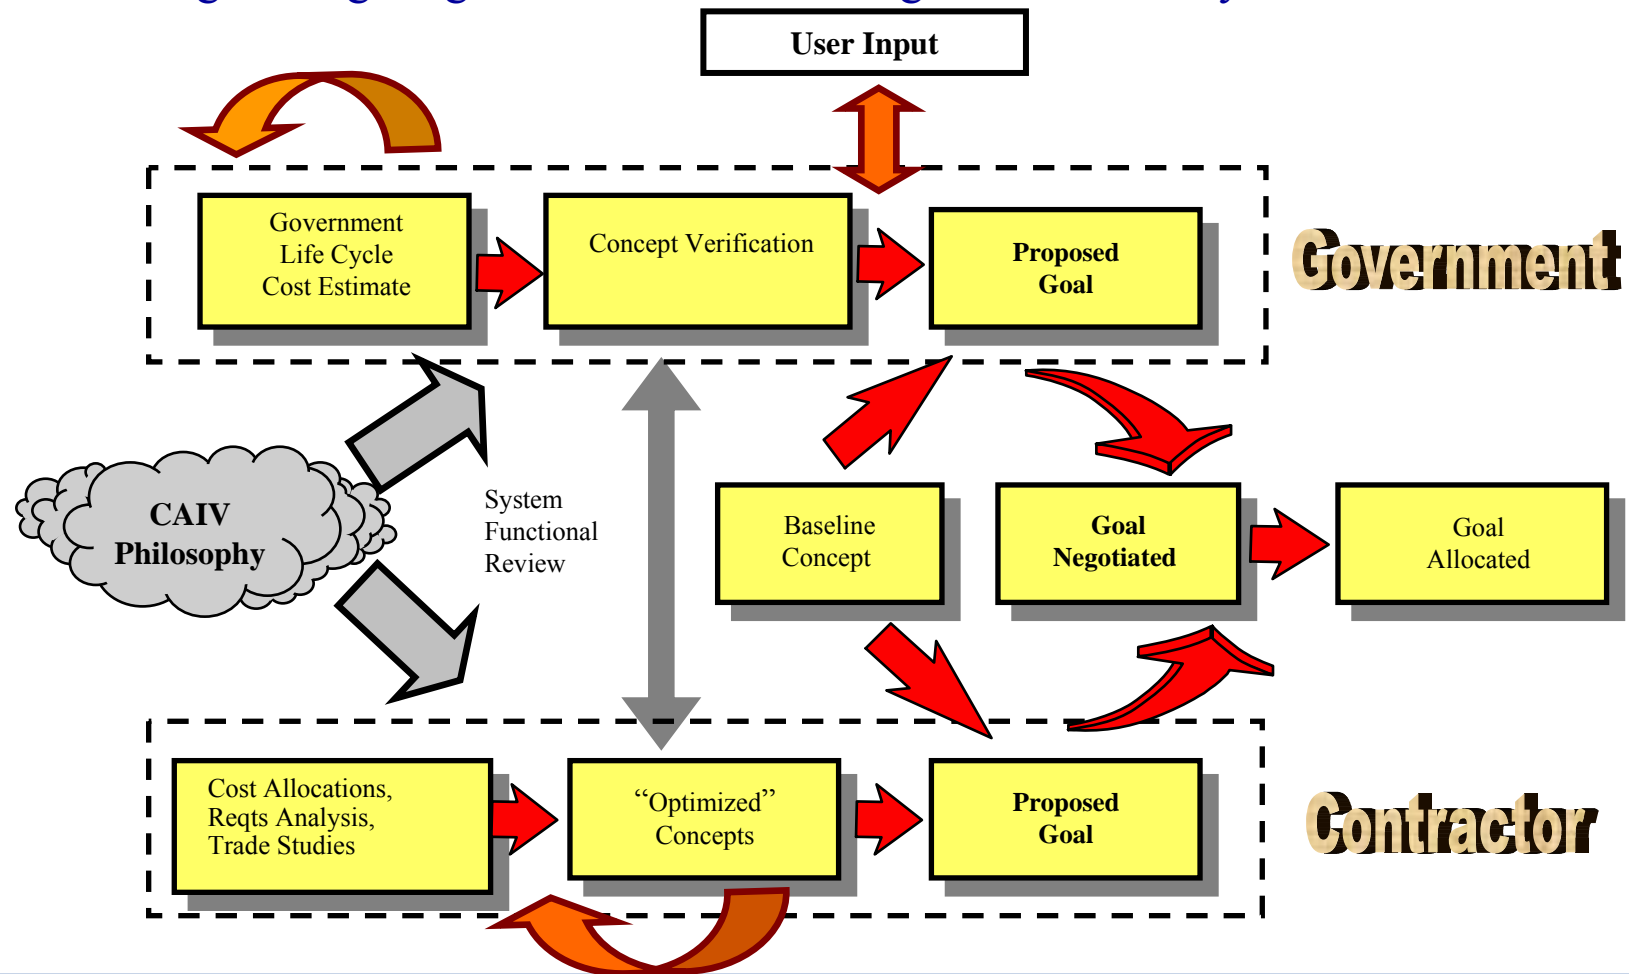 User Input
Government
Life Cycle
Cost Estimate
Concept Verification
Proposed
Goal
Government
CAIV
Philosophy
System
Functional
Review
Baseline
Concept
Goal
Negotiated
Goal
Allocated
Cost Allocations,
Reqts Analysis,
Trade Studies
“Optimized”
Concepts
Proposed
Goal
Contractor